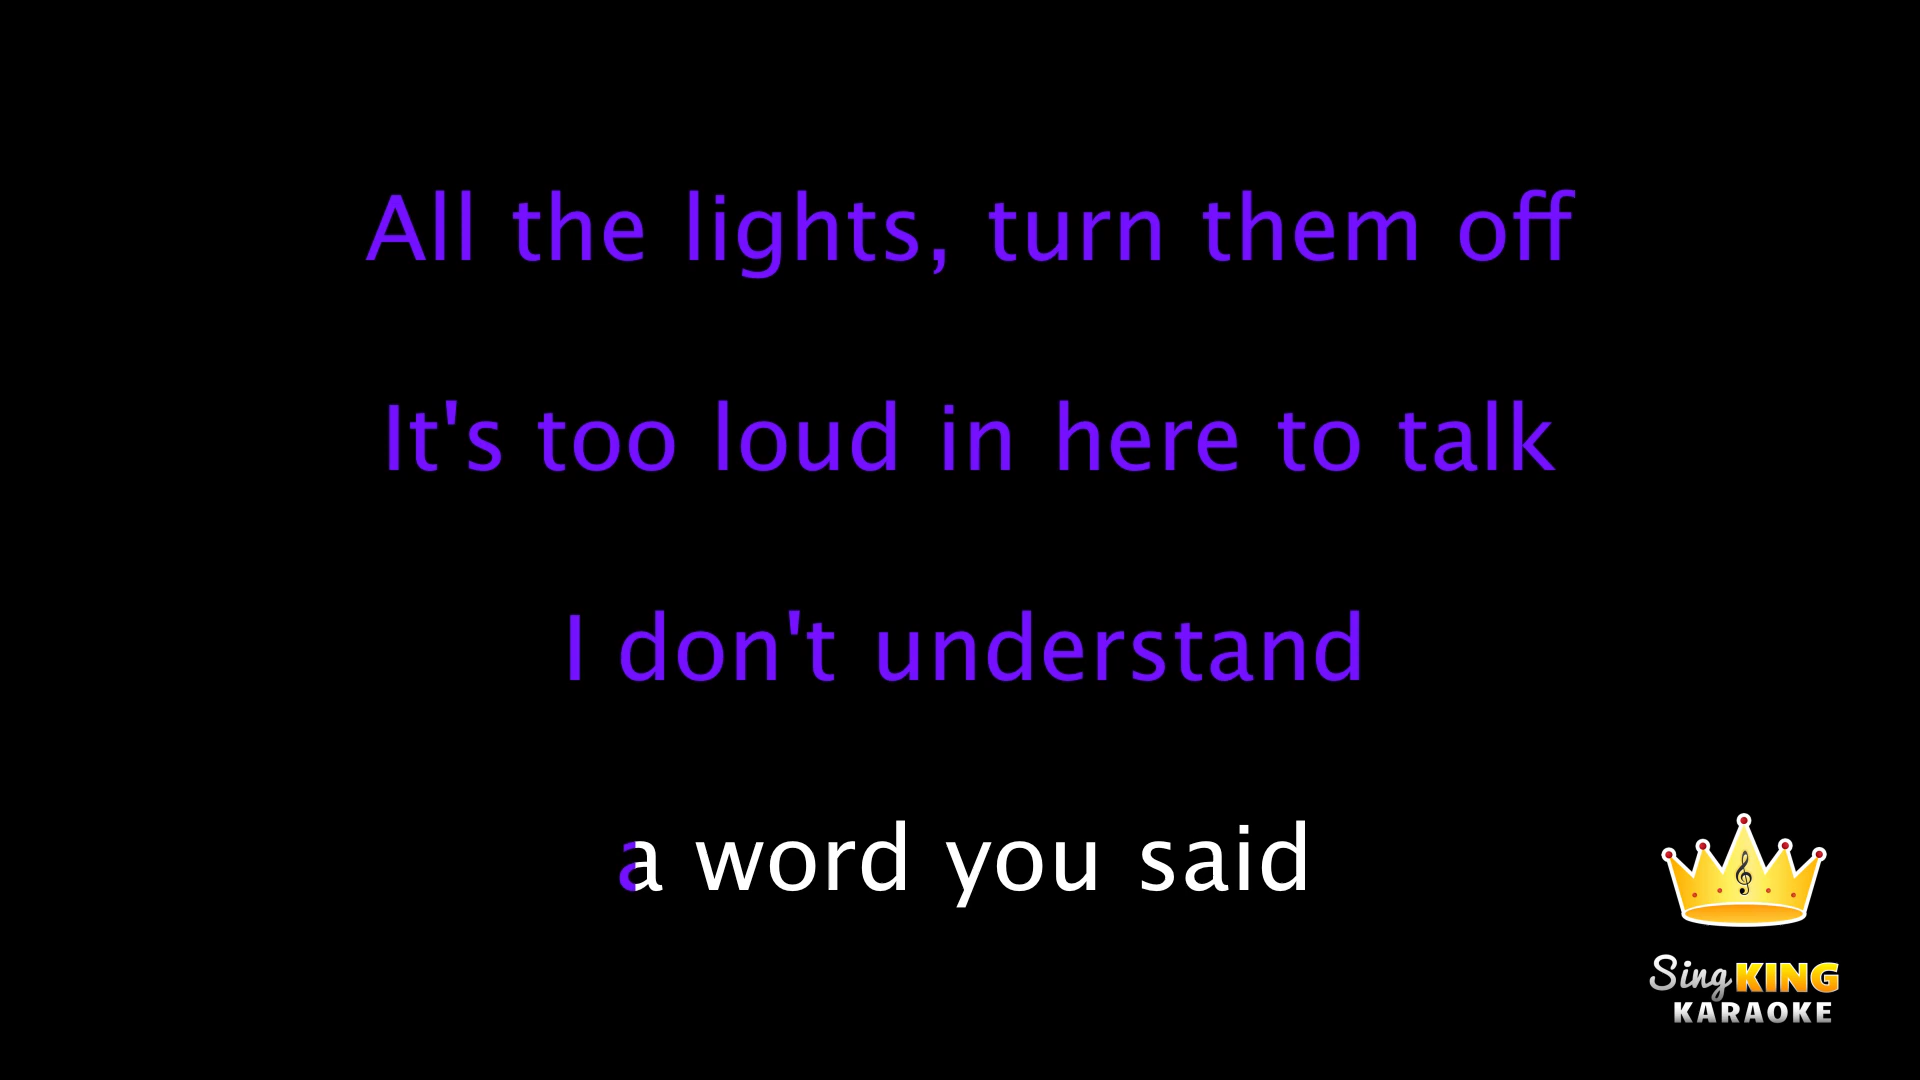 All the lights, turn them off
It's too loud in here to talk
I don't understand
a word you said
Sing KING
KARAOKE